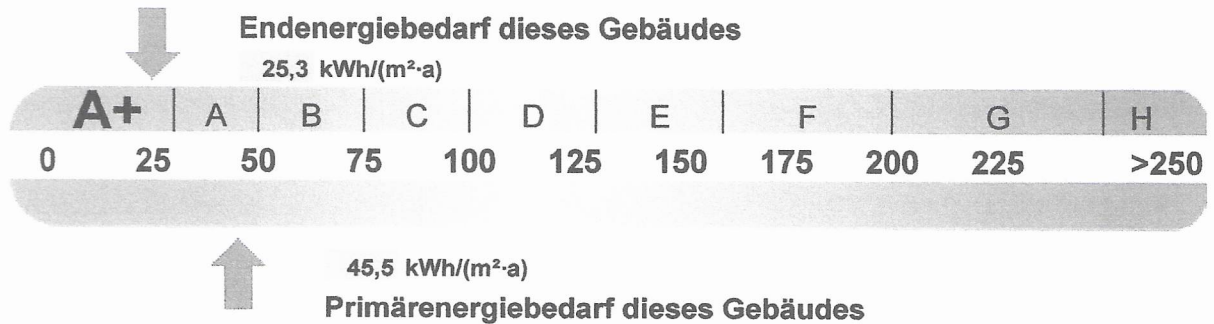 Endenergiebedarf dieses Gebäudes
25,3 kWh/(m²·a)
A+ A B C D E F G H
0 25 50 75 100 125 150 175 200 225 >250
45,5 kWh/(m²·a)
Primärenergiebedarf dieses Gebäudes